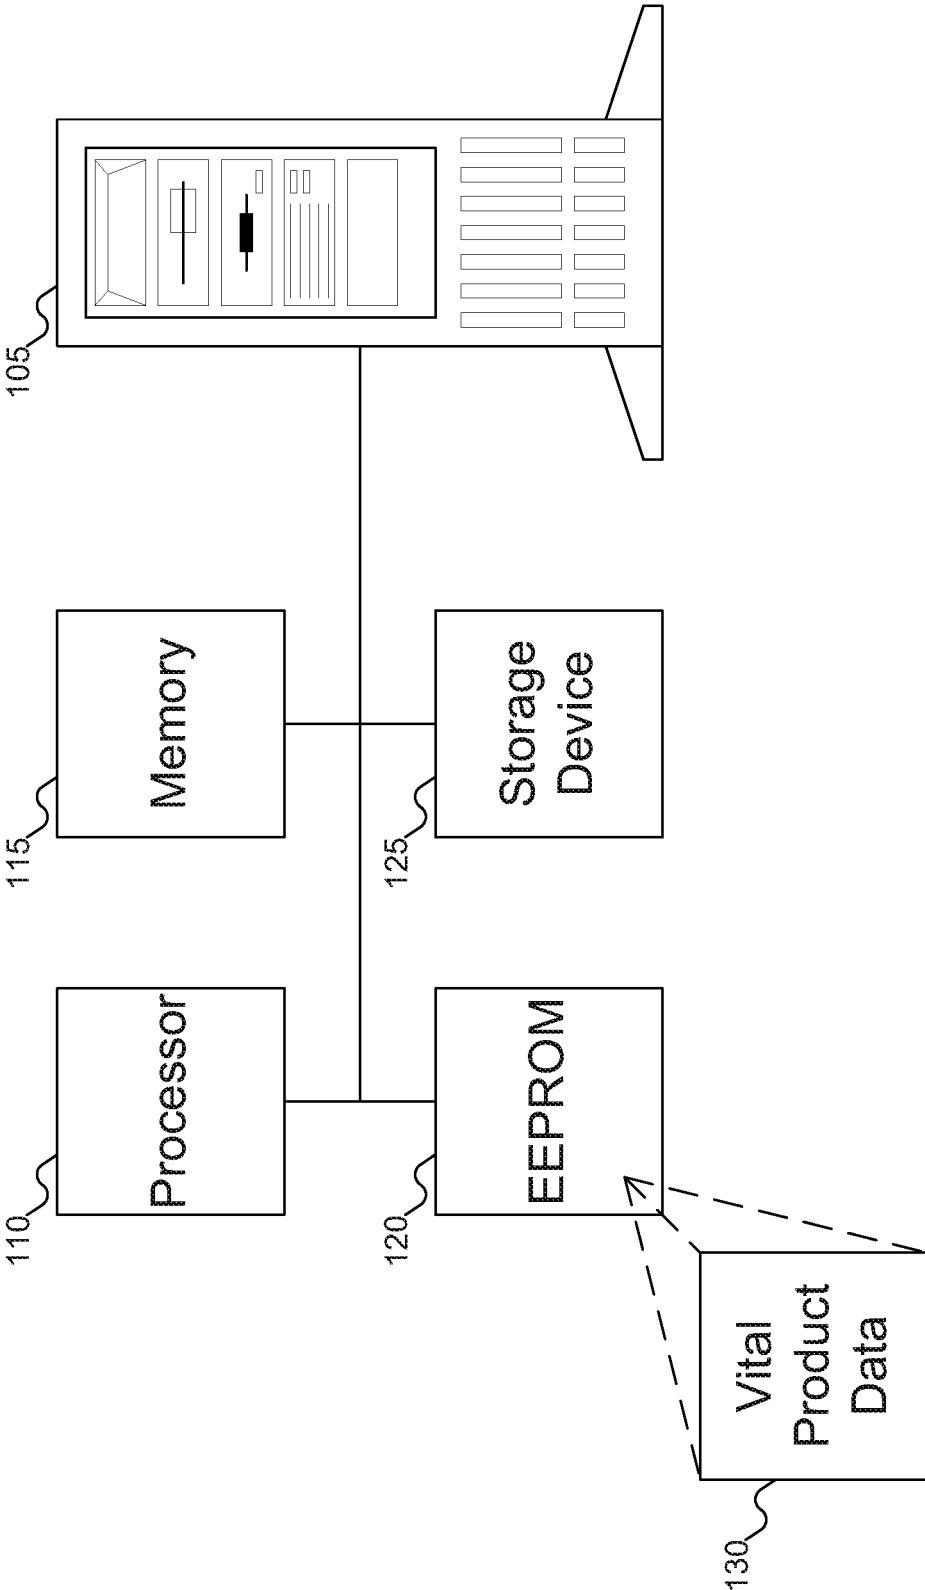 110
Processor
115
Memory
105
120
EEPROM
125
Storage
Device
130
Vital
Product
Data